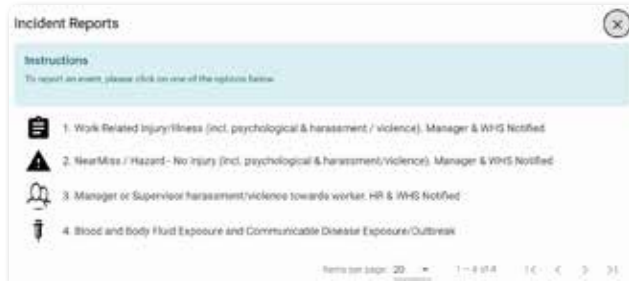 Incident Reports
Instructions
To report an event, please click on one of the options below.
1. Work Related Injury/Illness (incl. psychological & harassment / violence). Manager & WHS Notified
2. NearMiss / Hazard - No injury (incl. psychological & harassment/violence). Manager & WHS Notified
3. Manager or Supervisor harassment/violence towards worker. HR & WHS Notified
4. Blood and Body Fluid Exposure and Communicable Disease Exposure/Outbreak
Items per page: 20 1 – 4 of 4